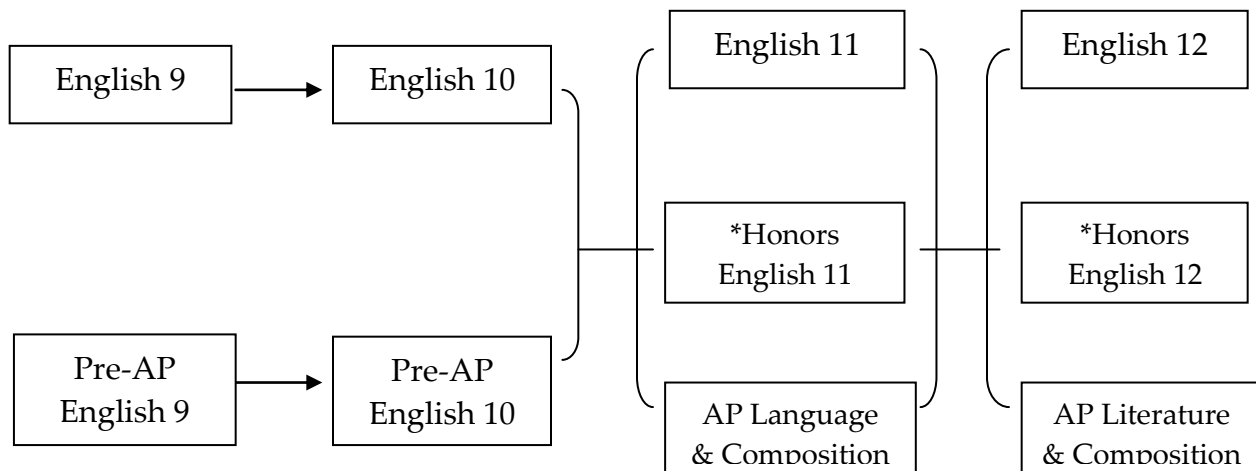 English 9
English 10
English 11
English 12
*Honors
English 11
*Honors
English 12
Pre-AP
English 9
Pre-AP
English 10
AP Language
& Composition
AP Literature
& Composition